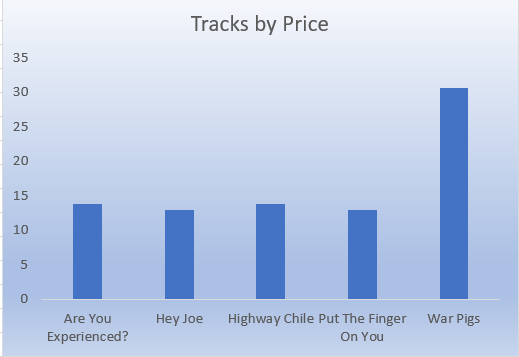 Tracks by Price
35
30
25
20
15
10
5
0
Are You
Experienced?
Hey Joe
Highway Chile
Put The Finger
On You
War Pigs